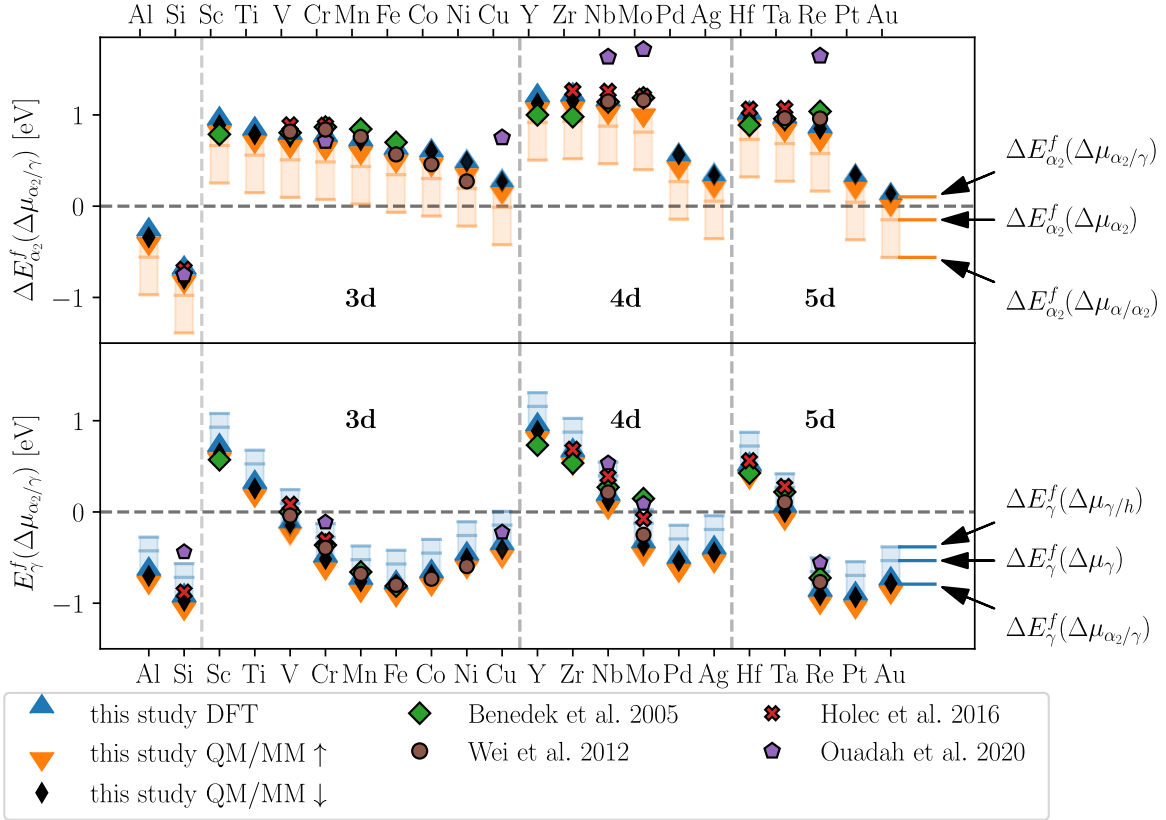 Al Si Sc Ti V Cr Mn Fe Co Ni Cu Y Zr Nb Mo Pd Ag Hf Ta Re Pt Au
ΔE^f_{α₂}(Δμ_{α₂/γ}) [eV]
1
0
−1
3d 4d 5d
ΔE^f_{α₂}(Δμ_{α₂/γ})
ΔE^f_{α₂}(Δμ_{α₂})
ΔE^f_{α₂}(Δμ_{α/α₂})
E^f_γ(Δμ_{α₂/γ}) [eV]
1
0
−1
3d 4d 5d
ΔE^f_γ(Δμ_{γ/h})
ΔE^f_γ(Δμ_γ)
ΔE^f_γ(Δμ_{α₂/γ})
Al Si Sc Ti V Cr Mn Fe Co Ni Cu Y Zr Nb Mo Pd Ag Hf Ta Re Pt Au
this study DFT
this study QM/MM ↑
this study QM/MM ↓
Benedek et al. 2005
Wei et al. 2012
Holec et al. 2016
Ouadah et al. 2020